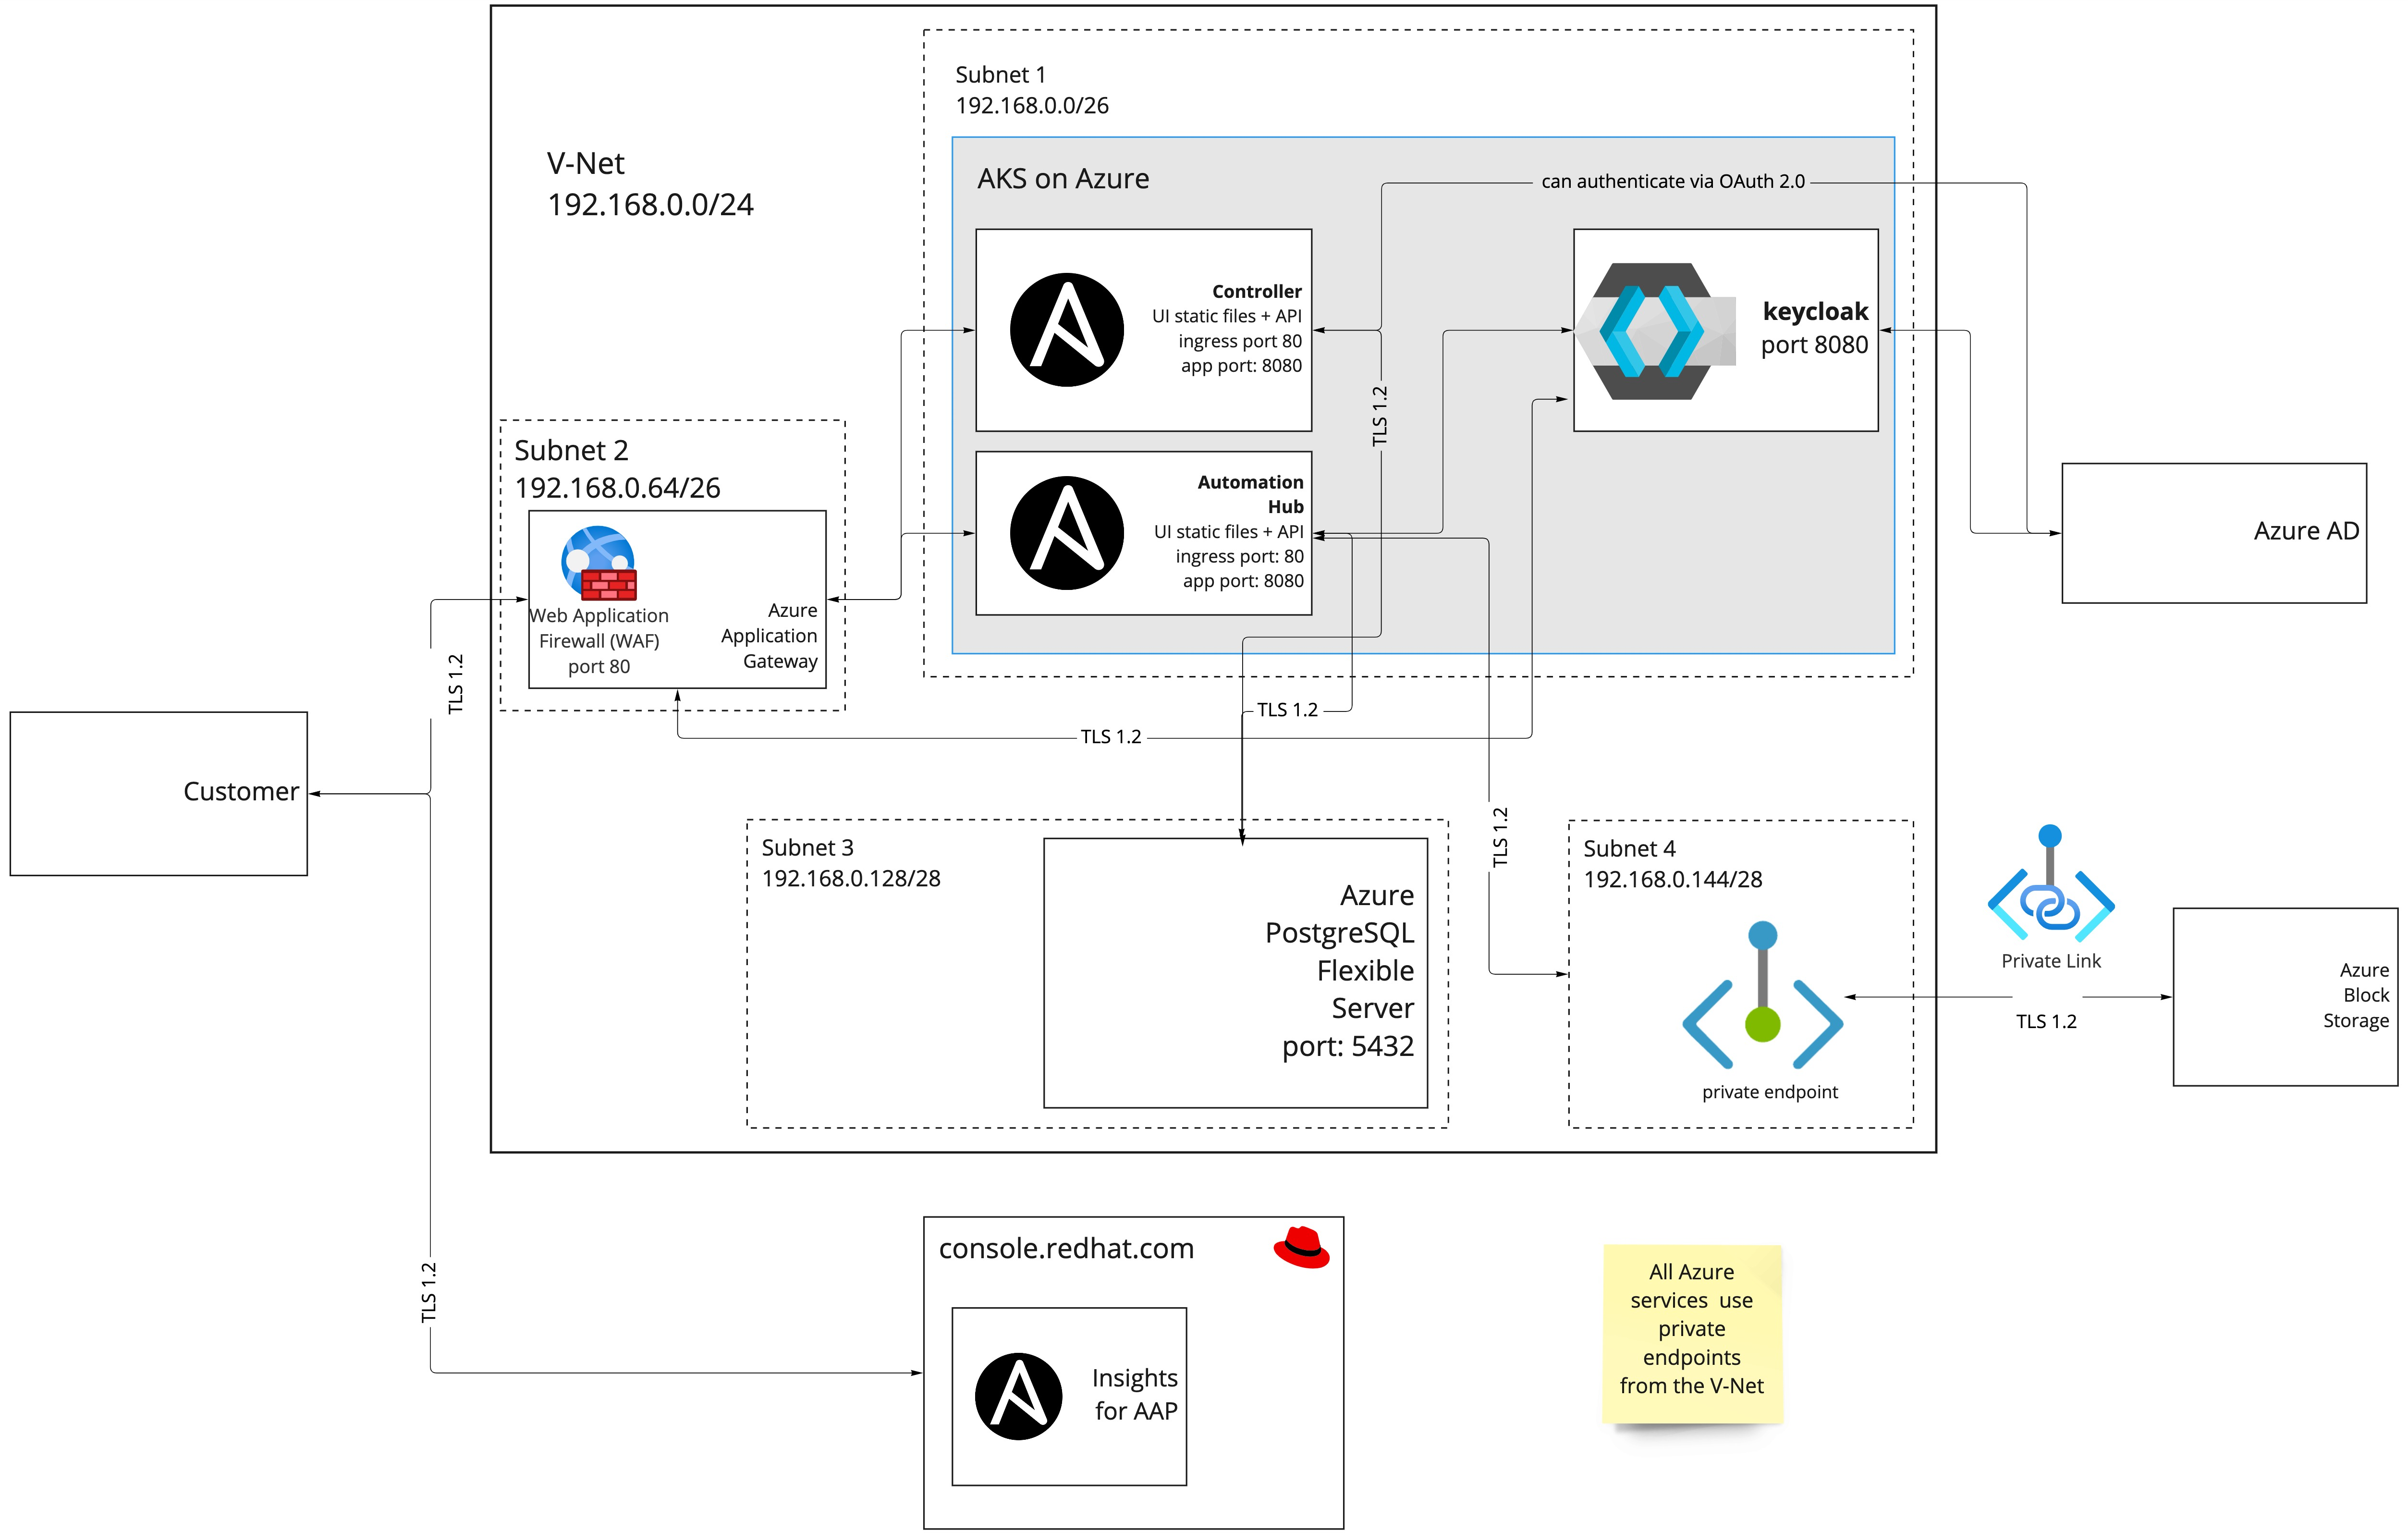 V-Net
192.168.0.0/24
Subnet 1
192.168.0.0/26
AKS on Azure
can authenticate via OAuth 2.0
Controller
UI static files + API
ingress port 80
app port: 8080
keycloak
port 8080
TLS 1.2
Automation
Hub
UI static files + API
ingress port: 80
app port: 8080
Subnet 2
192.168.0.64/26
Web Application
Firewall (WAF)
port 80
Azure
Application
Gateway
Azure AD
TLS 1.2
TLS 1.2
TLS 1.2
Customer
TLS 1.2
Subnet 3
192.168.0.128/28
Azure
PostgreSQL
Flexible
Server
port: 5432
Subnet 4
192.168.0.144/28
private endpoint
Private Link
TLS 1.2
Azure
Block
Storage
TLS 1.2
console.redhat.com
Insights
for AAP
All Azure
services use
private
endpoints
from the V-Net